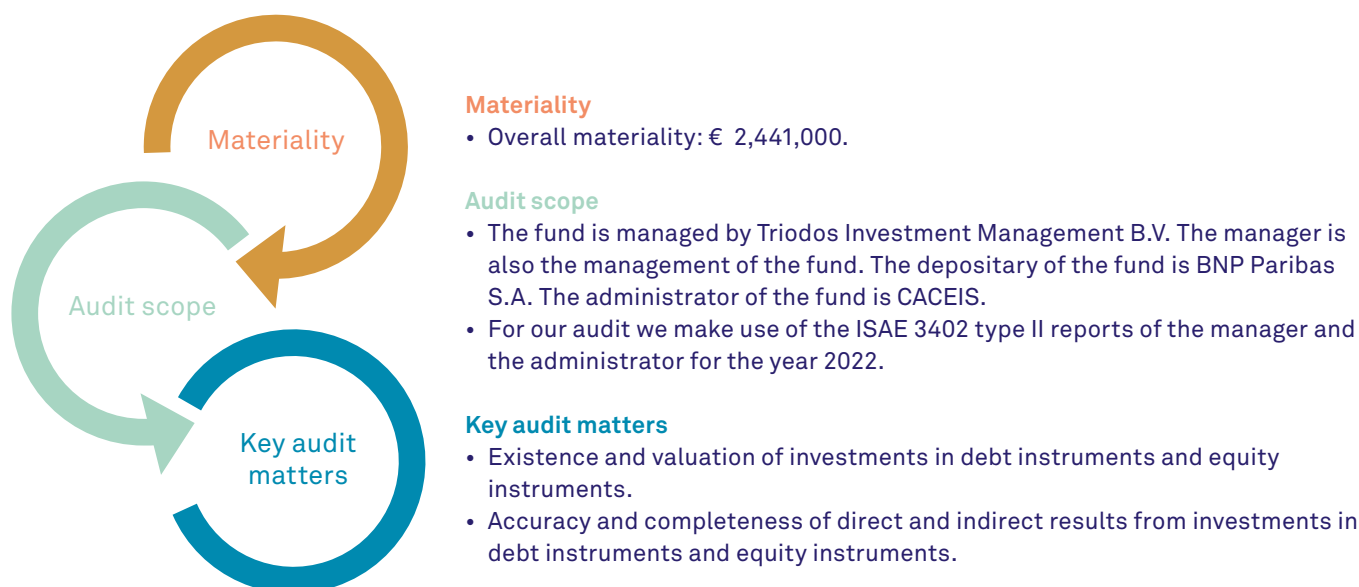 Materiality
Audit scope
Key audit
matters
Materiality
• Overall materiality: € 2,441,000.
Audit scope
• The fund is managed by Triodos Investment Management B.V. The manager is
also the management of the fund. The depositary of the fund is BNP Paribas
S.A. The administrator of the fund is CACEIS.
• For our audit we make use of the ISAE 3402 type II reports of the manager and
the administrator for the year 2022.
Key audit matters
• Existence and valuation of investments in debt instruments and equity
instruments.
• Accuracy and completeness of direct and indirect results from investments in
debt instruments and equity instruments.